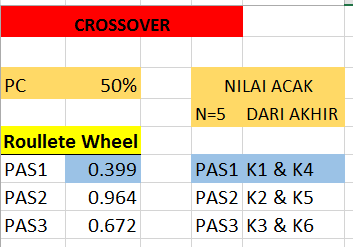 CROSSOVER
PC 50% NILAI ACAK
N=5 DARI AKHIR
Roullete Wheel
PAS1 0.399 PAS1 K1 & K4
PAS2 0.964 PAS2 K2 & K5
PAS3 0.672 PAS3 K3 & K6